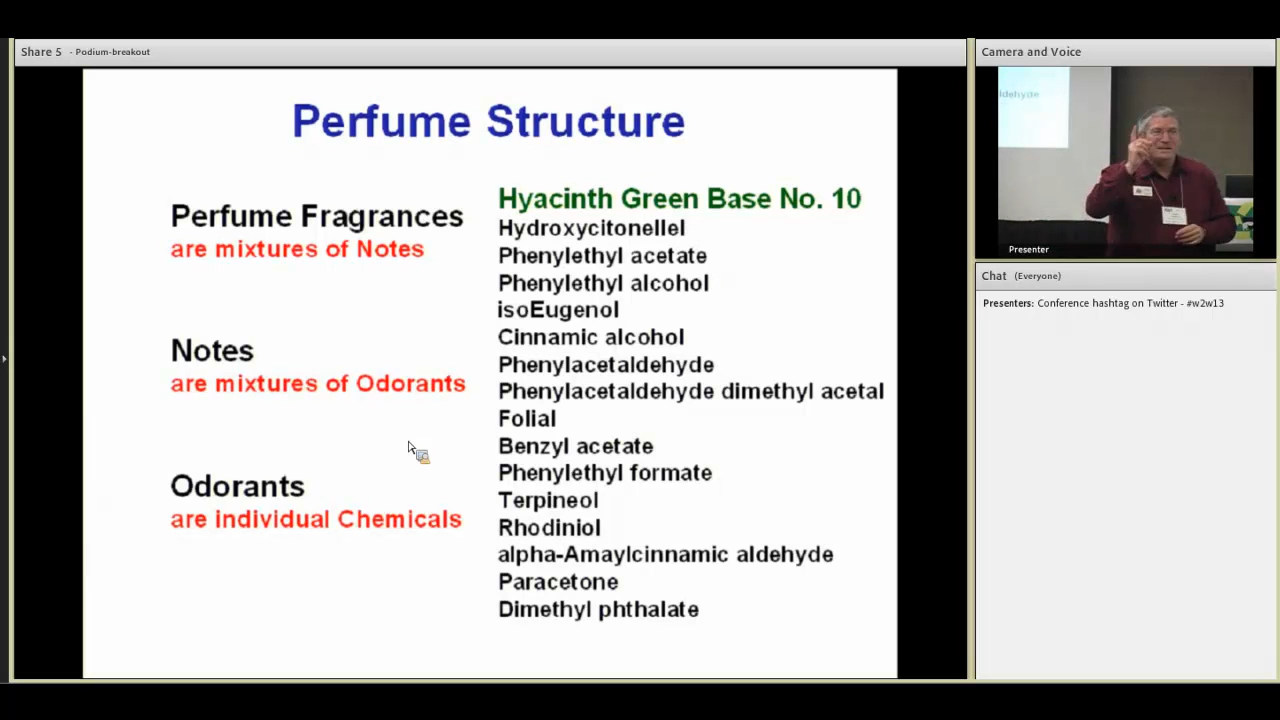 Share 5 - Podium-breakout
Perfume Structure
Perfume Fragrances
are mixtures of Notes
Notes
are mixtures of Odorants
Odorants
are individual Chemicals
Hyacinth Green Base No. 10
Hydroxycitonellel
Phenylethyl acetate
Phenylethyl alcohol
isoEugenol
Cinnamic alcohol
Phenylacetaldehyde
Phenylacetaldehyde dimethyl acetal
Folial
Benzyl acetate
Phenylethyl formate
Terpineol
Rhodiniol
alpha-Amaylcinnamic aldehyde
Paracetone
Dimethyl phthalate
Camera and Voice
ldehyde
Presenter
Chat (Everyone)
Presenters: Conference hashtag on Twitter - #w2w13